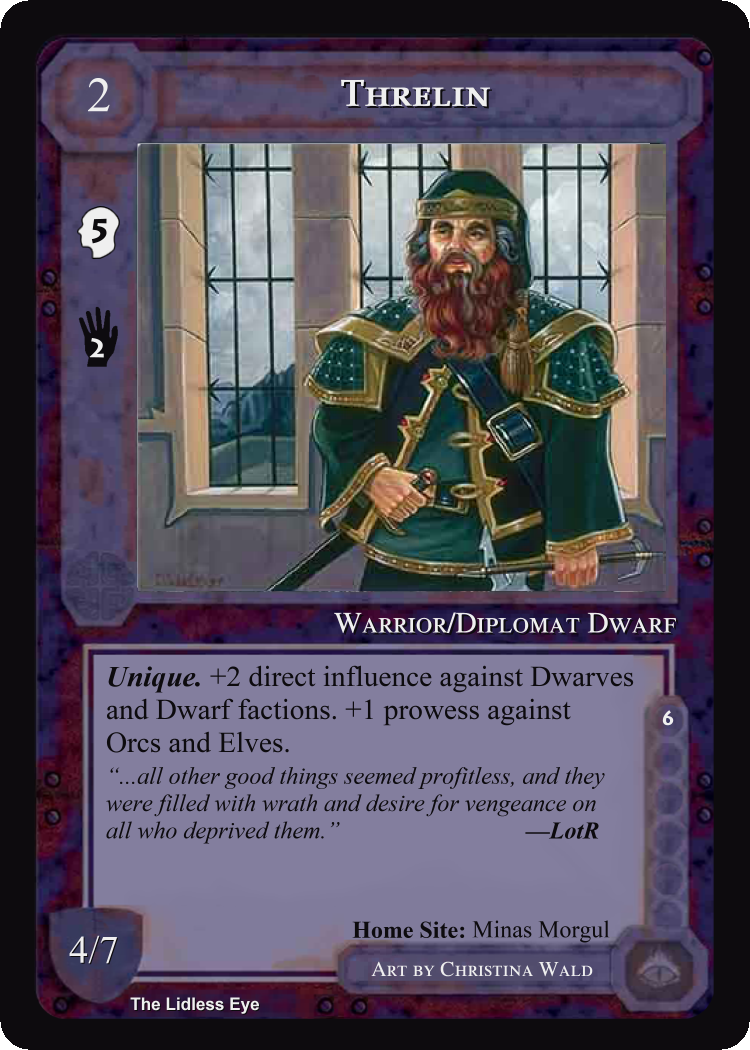 2
THRELIN
5
2
WARRIOR/DIPLOMAT DWARF
Unique. +2 direct influence against Dwarves
and Dwarf factions. +1 prowess against
Orcs and Elves.
6
“...all other good things seemed profitless, and they
were filled with wrath and desire for vengeance on
all who deprived them.” —LotR
Home Site: Minas Morgul
4/7
ART BY CHRISTINA WALD
The Lidless Eye